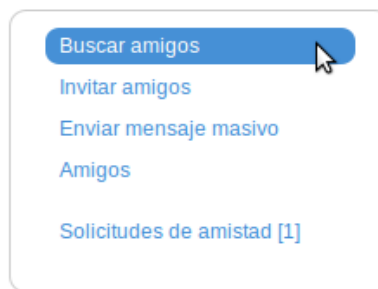 Buscar amigos
Invitar amigos
Enviar mensaje masivo
Amigos
Solicitudes de amistad [1]